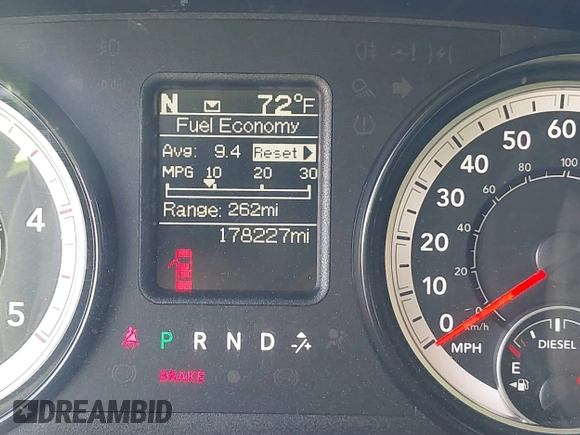 N 72°F
Fuel Economy
Avg: 9.4 Reset
MPG 10 20 30
Range: 262mi
178227mi
P R N D -/+
BRAKE
4
5
60
50
40
30
20
10
0
MPH
100
80
60
40
20
0
km/h
DIESEL
E
DREAMBID